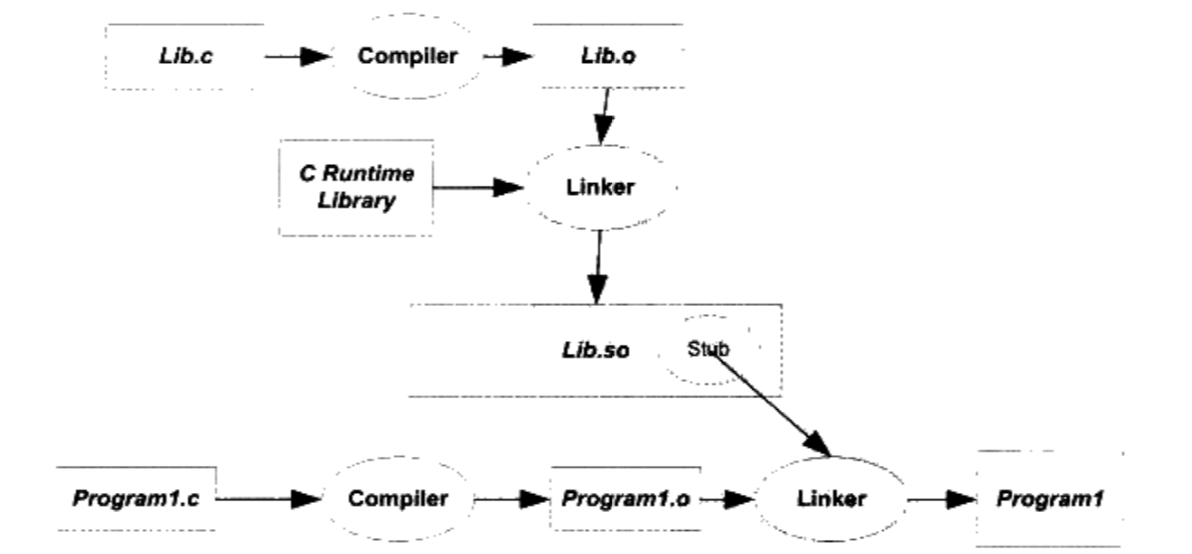 Lib.c
Compiler
Lib.o
C Runtime
Library
Linker
Lib.so
Stub
Program1.c
Compiler
Program1.o
Linker
Program1